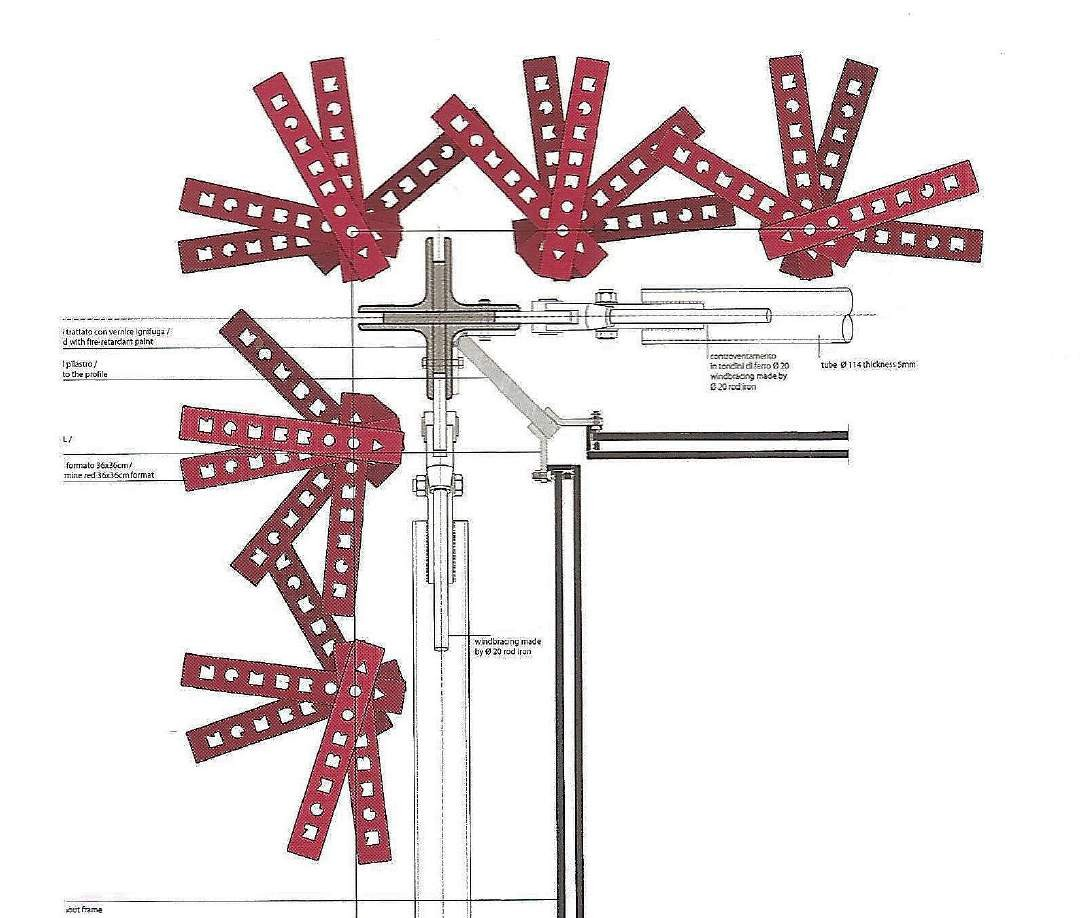 i trattato con vernice ignifuga /
d with fire-retardant paint
l pilastro /
to the profile
L /
formato 36x36cm /
mine red 36x36cm format
controventamento
in tondini di ferro Ø 20
windbracing made by
Ø 20 rod iron
tube Ø 114 thickness 5mm
windbracing made
by Ø 20 rod iron
out frame